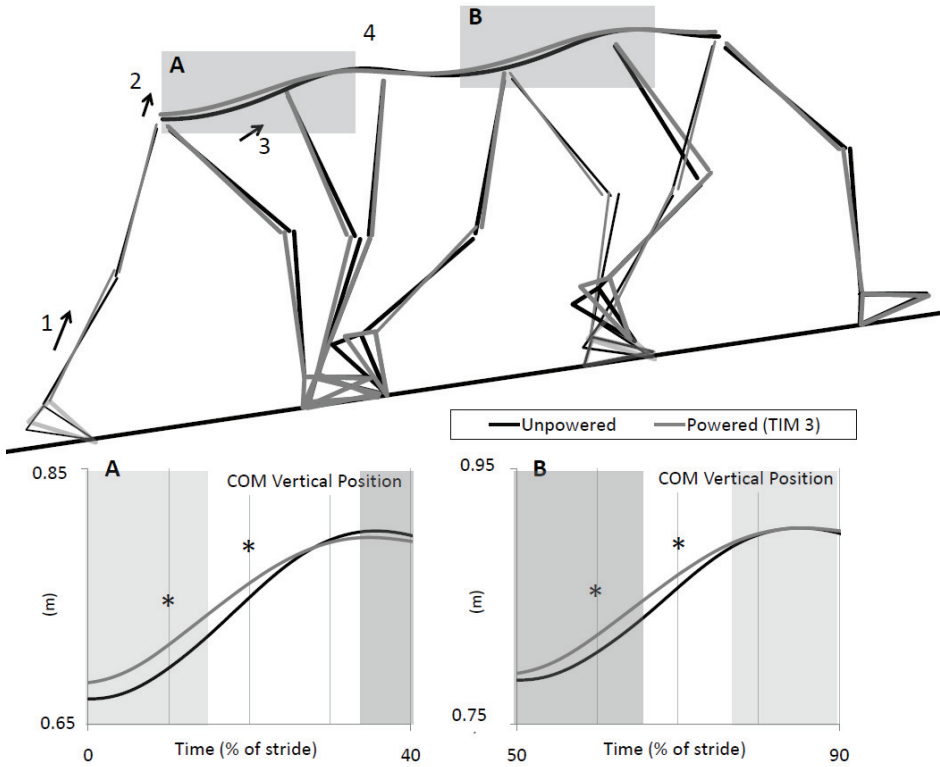 B
4
A
2
3
1
Unpowered Powered (TIM 3)
0.85 A
COM Vertical Position
*
*
(m)
0.65
0 Time (% of stride) 40
0.95 B
COM Vertical Position
*
*
(m)
0.75
50 Time (% of stride) 90